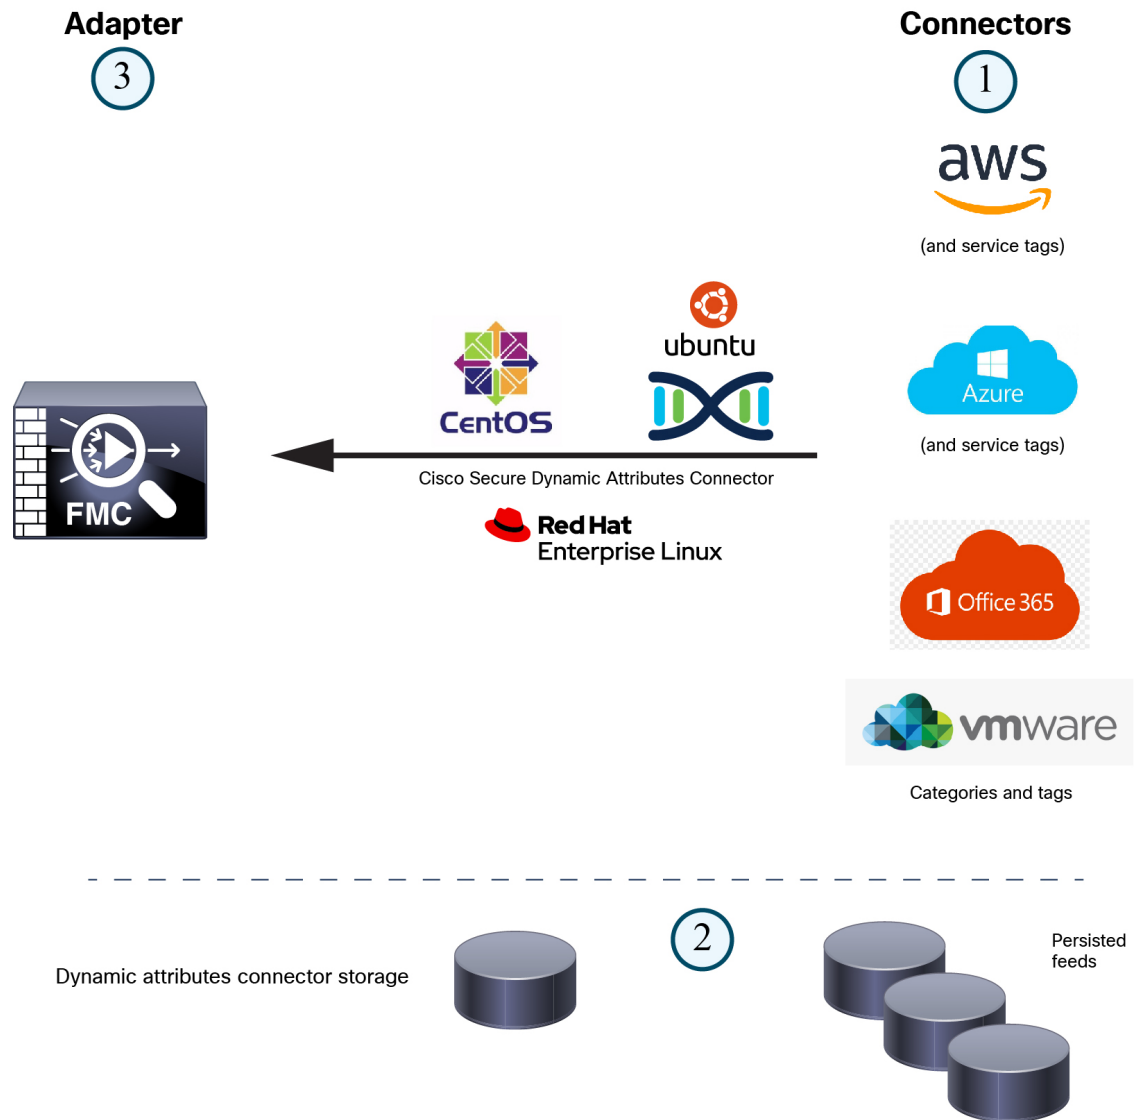 Adapter
Connectors
3
1
aws
(and service tags)
ubuntu
CentOS
Azure
(and service tags)
FMC
Cisco Secure Dynamic Attributes Connector
Red Hat
Enterprise Linux
Office 365
vmware
Categories and tags
2
Dynamic attributes connector storage
Persisted
feeds